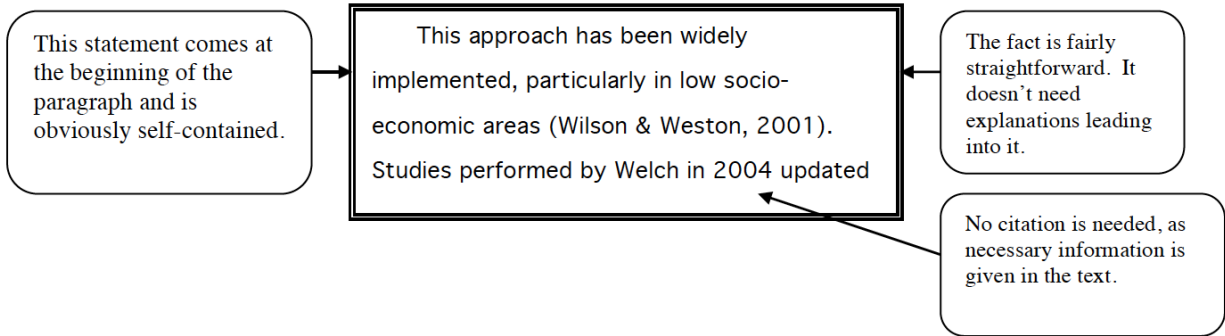 This statement comes at
the beginning of the
paragraph and is
obviously self-contained.
This approach has been widely
implemented, particularly in low socio-
economic areas (Wilson & Weston, 2001).
Studies performed by Welch in 2004 updated
The fact is fairly
straightforward.  It
doesn’t need
explanations leading
into it.
No citation is needed, as
necessary information is
given in the text.